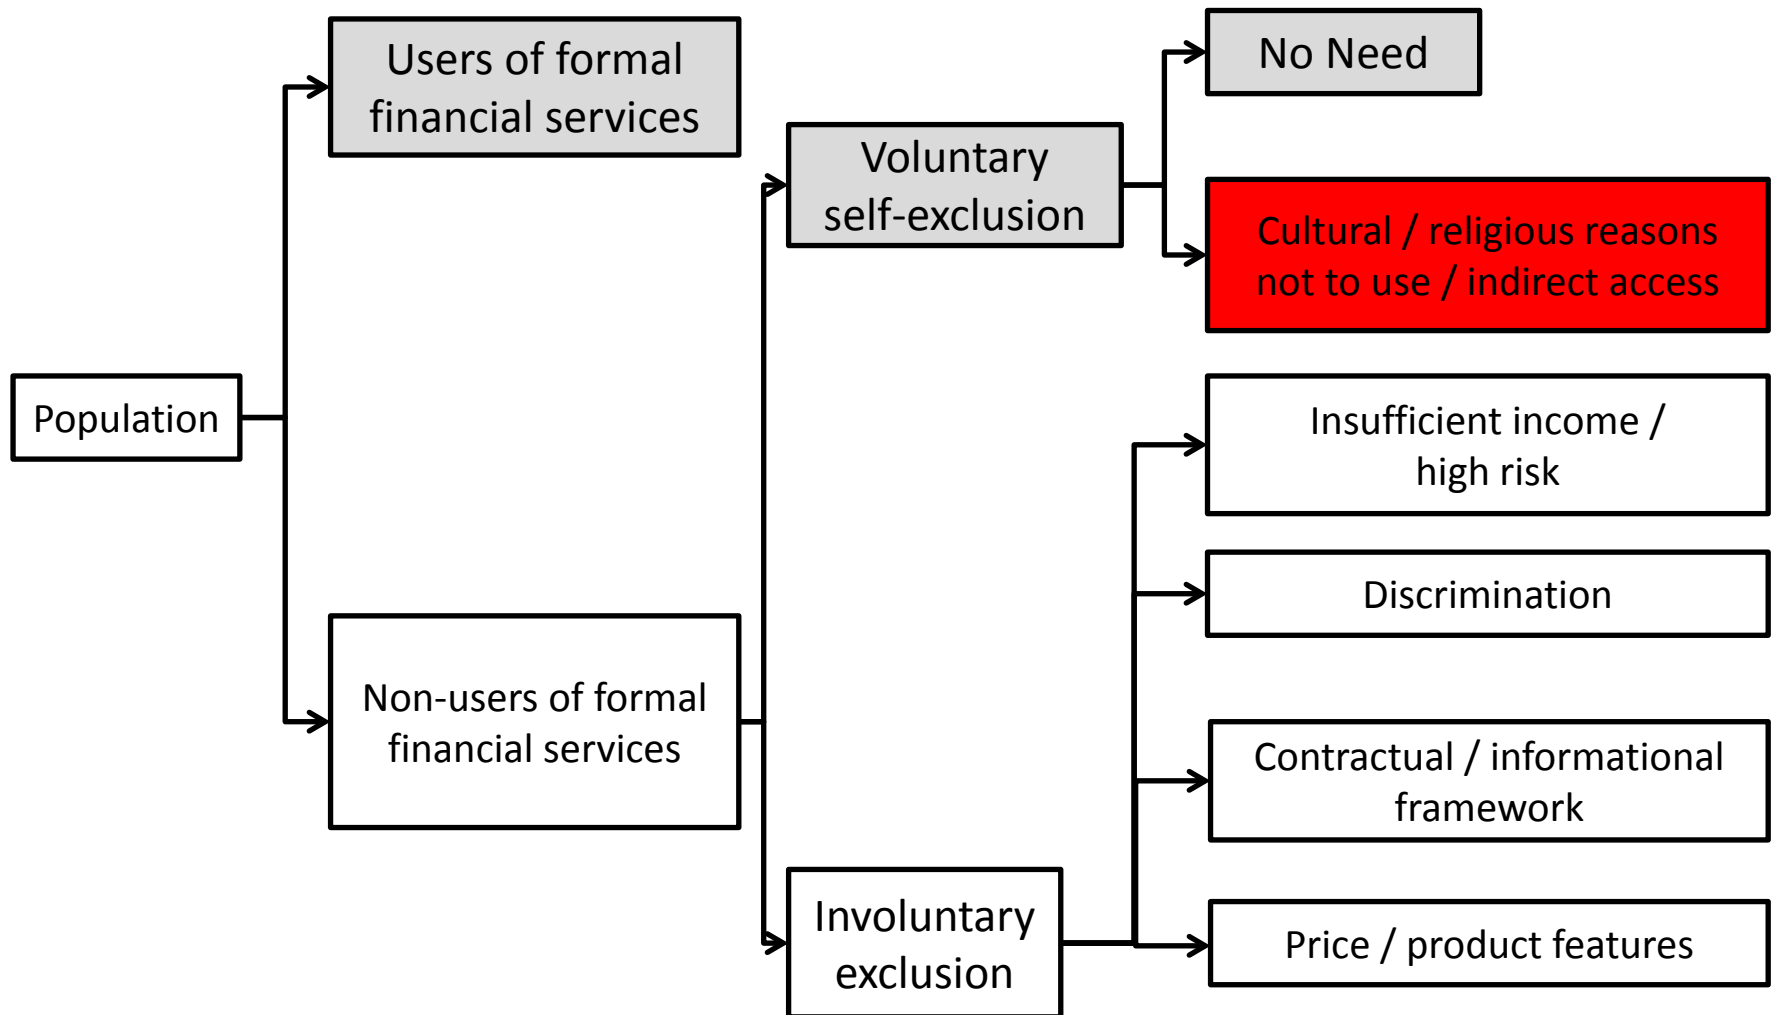 Users of formal
financial services
No Need
Voluntary
self-exclusion
Cultural / religious reasons
not to use / indirect access
Population
Insufficient income /
high risk
Discrimination
Non-users of formal
financial services
Contractual / informational
framework
Involuntary
exclusion
Price / product features